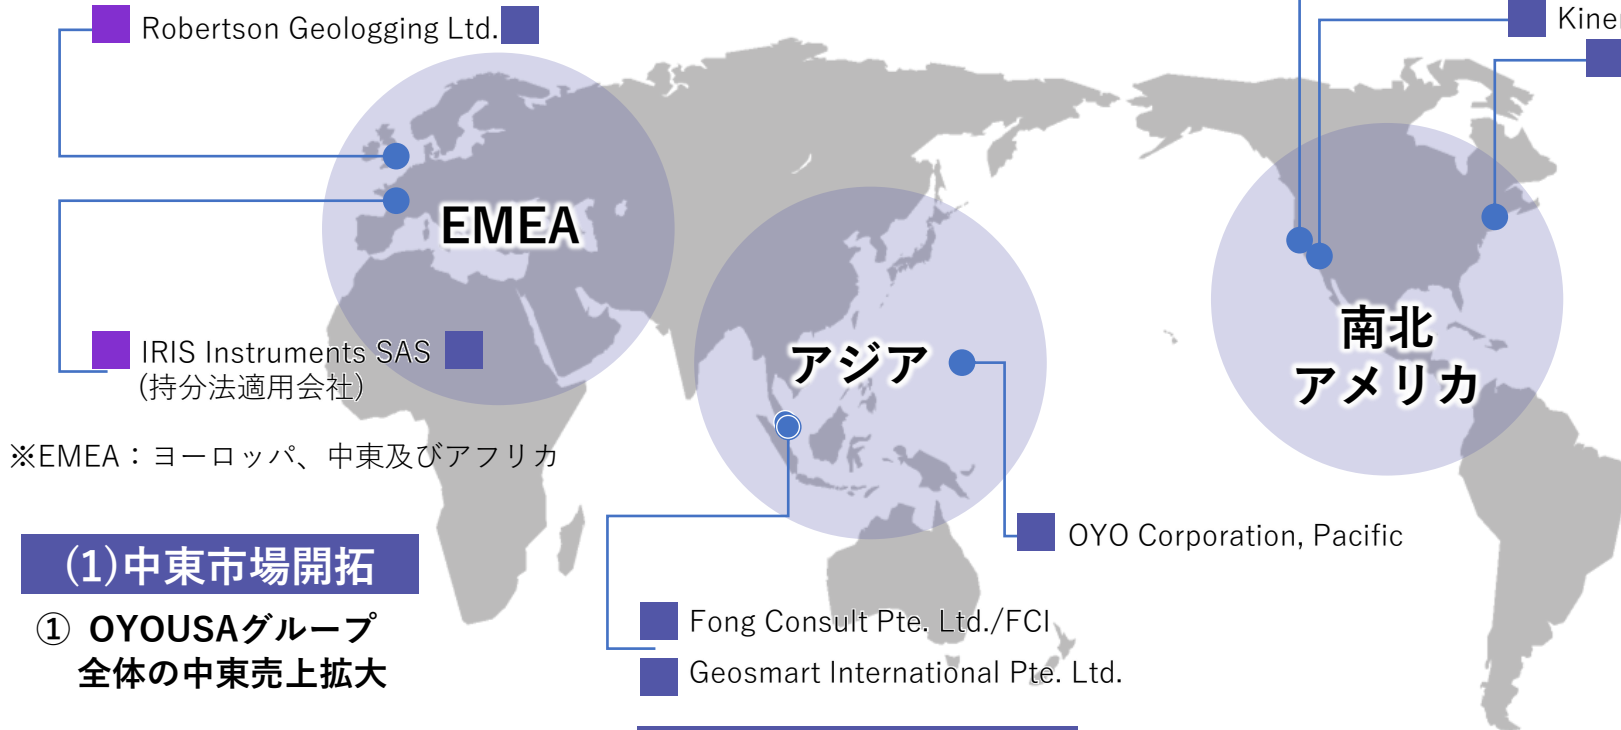 Robertson Geologging Ltd.
EMEA
IRIS Instruments SAS
(持分法適用会社)
※EMEA：ヨーロッパ、中東及びアフリカ
アジア
南北
アメリカ
OYO Corporation, Pacific
(1)中東市場開拓
① OYOUSAグループ
全体の中東売上拡大
Fong Consult Pte. Ltd./FCI
Geosmart International Pte. Ltd.